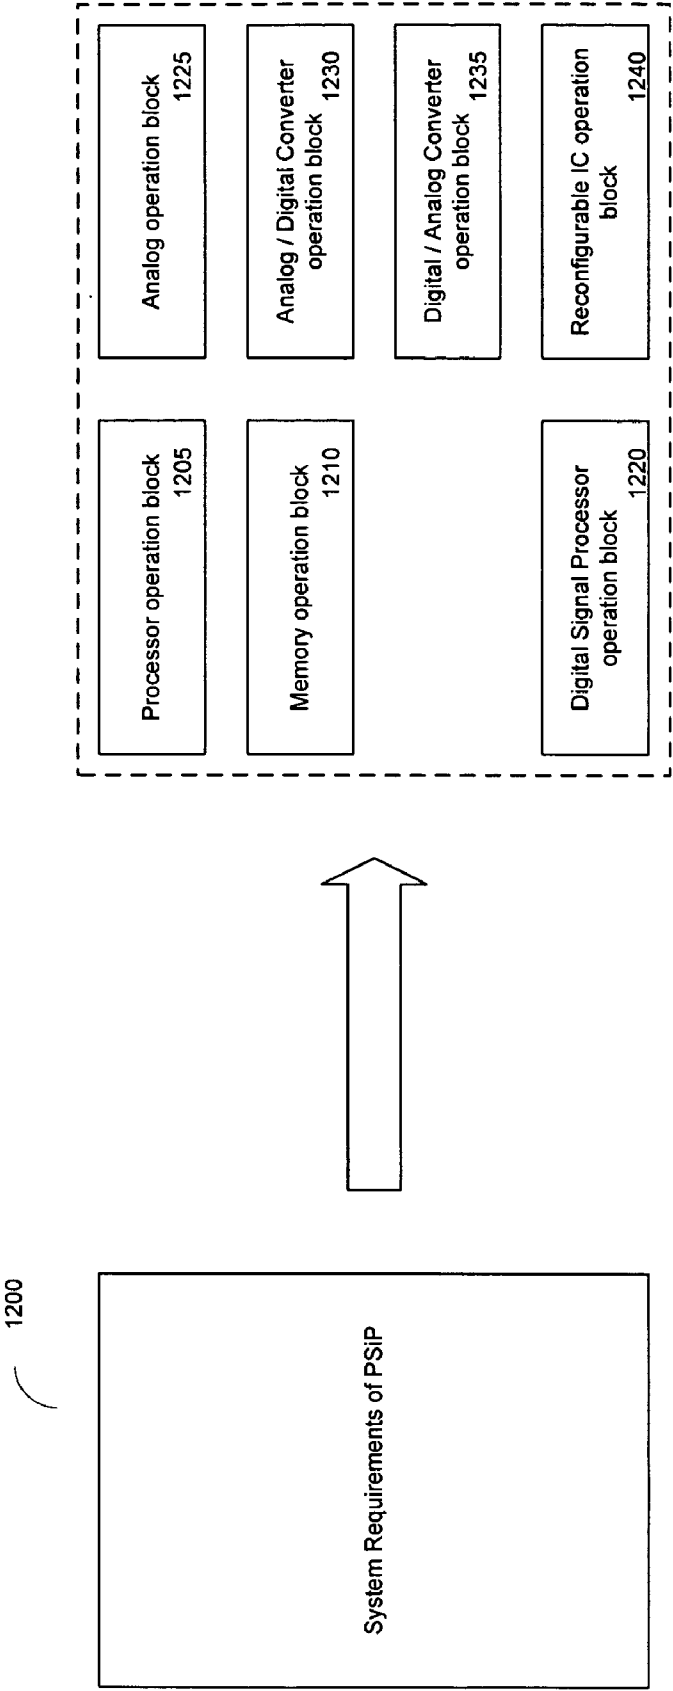 1200
System Requirements of PSiP
Processor operation block
1205
Memory operation block
1210
Digital Signal Processor
operation block
1220
Analog operation block
1225
Analog / Digital Converter
operation block
1230
Digital / Analog Converter
operation block
1235
Reconfigurable IC operation
block
1240